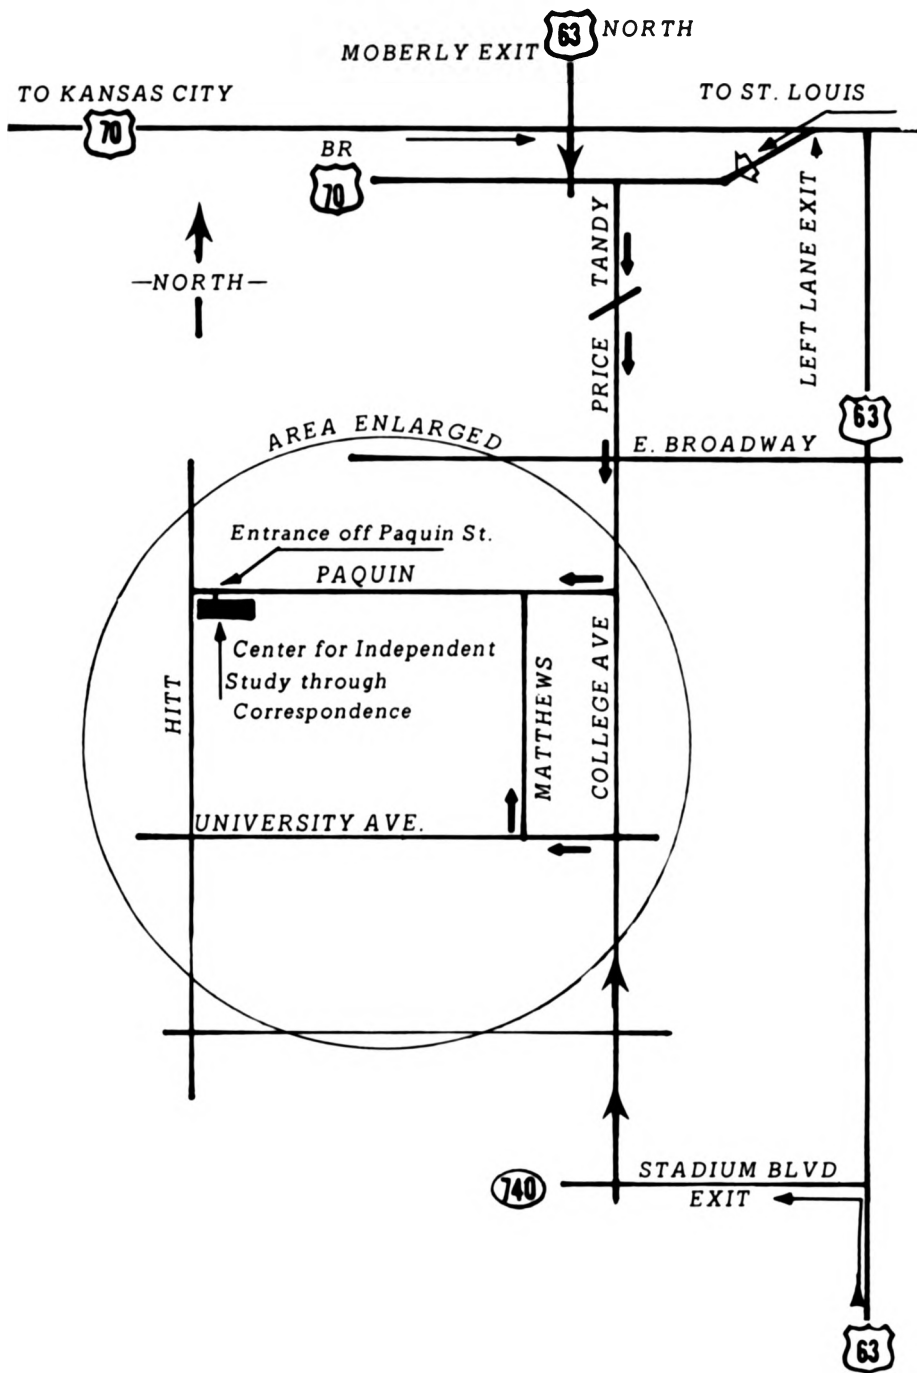 63 NORTH
MOBERLY EXIT
TO KANSAS CITY
TO ST. LOUIS
70
BR
70
—NORTH—
TANDY
PRICE
LEFT LANE EXIT
63
AREA ENLARGED
E. BROADWAY
Entrance off Paquin St.
PAQUIN
Center for Independent
Study through
Correspondence
HITT
MATTHEWS
COLLEGE AVE
UNIVERSITY AVE.
740
STADIUM BLVD
EXIT
63